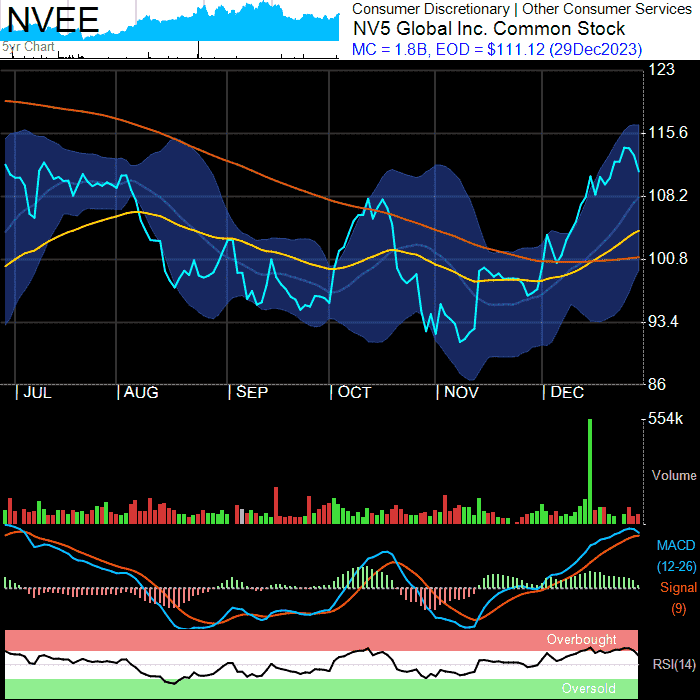 NVEE
5yr Chart
Consumer Discretionary | Other Consumer Services
NV5 Global Inc. Common Stock
MC = 1.8B, EOD = $111.12 (29Dec2023)
123
115.6
108.2
100.8
93.4
86
| JUL | AUG | SEP | OCT | NOV | DEC
554k
Volume
MACD
(12-26)
Signal
(9)
Overbought
RSI(14)
Oversold